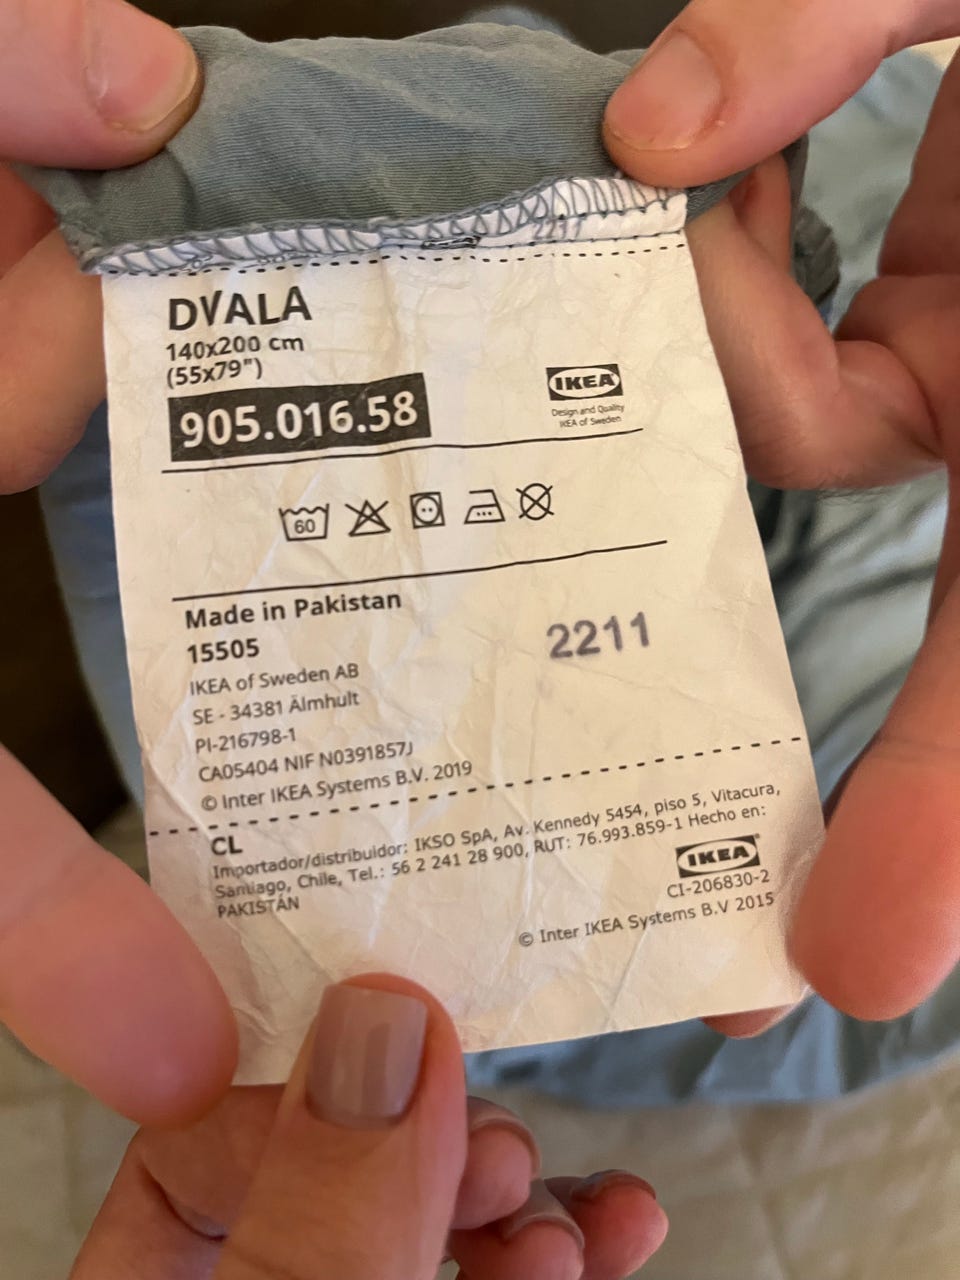 DVALA
140x200 cm
(55x79")
905.016.58
IKEA
Design and Quality
IKEA of Sweden
60
Made in Pakistan
15505
2211
IKEA of Sweden AB
SE - 34381 Älmhult
PI-216798-1
CA05404 NIF N0391857J
© Inter IKEA Systems B.V. 2019
CL
Importador/distribuidor: IKSO SpA, Av. Kennedy 5454, piso 5, Vitacura,
Santiago, Chile, Tel.: 56 2 241 28 900, RUT: 76.993.859-1 Hecho en:
PAKISTÁN
IKEA
CI-206830-2
© Inter IKEA Systems B.V 2015